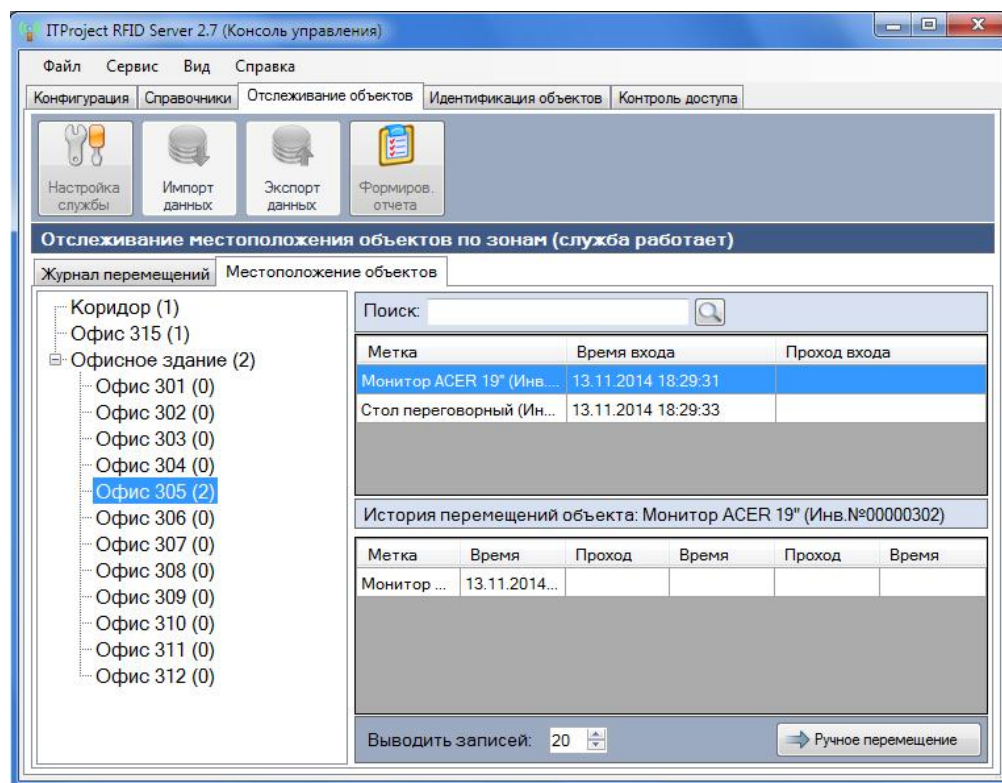 ITProject RFID Server 2.7 (Консоль управления)
Файл Сервис Вид Справка
Конфигурация Справочники Отслеживание объектов Идентификация объектов Контроль доступа
Настройка службы Импорт данных Экспорт данных Формиров. отчета
Отслеживание местоположения объектов по зонам (служба работает)
Журнал перемещений Местоположение объектов
Коридор (1)
Офис 315 (1)
Офисное здание (2)
Офис 301 (0)
Офис 302 (0)
Офис 303 (0)
Офис 304 (0)
Офис 305 (2)
Офис 306 (0)
Офис 307 (0)
Офис 308 (0)
Офис 309 (0)
Офис 310 (0)
Офис 311 (0)
Офис 312 (0)
Поиск:
Метка Время входа Проход входа
Монитор ACER 19" (Инв.... 13.11.2014 18:29:31
Стол переговорный (Ин... 13.11.2014 18:29:33
История перемещений объекта: Монитор ACER 19" (Инв.№00000302)
Метка Время Проход Время Проход Время
Монитор ... 13.11.2014...
Выводить записей: 20 Ручное перемещение